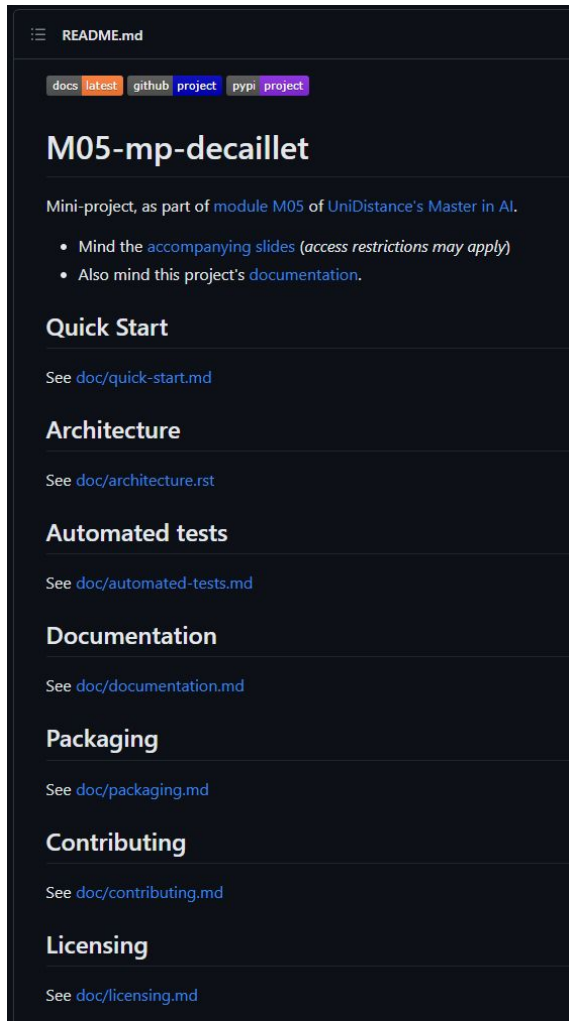 README.md
docs latest github project pypi project
M05-mp-decaillet
Mini-project, as part of module M05 of UniDistance's Master in AI.
Mind the accompanying slides (access restrictions may apply)
Also mind this project's documentation.
Quick Start
See doc/quick-start.md
Architecture
See doc/architecture.rst
Automated tests
See doc/automated-tests.md
Documentation
See doc/documentation.md
Packaging
See doc/packaging.md
Contributing
See doc/contributing.md
Licensing
See doc/licensing.md